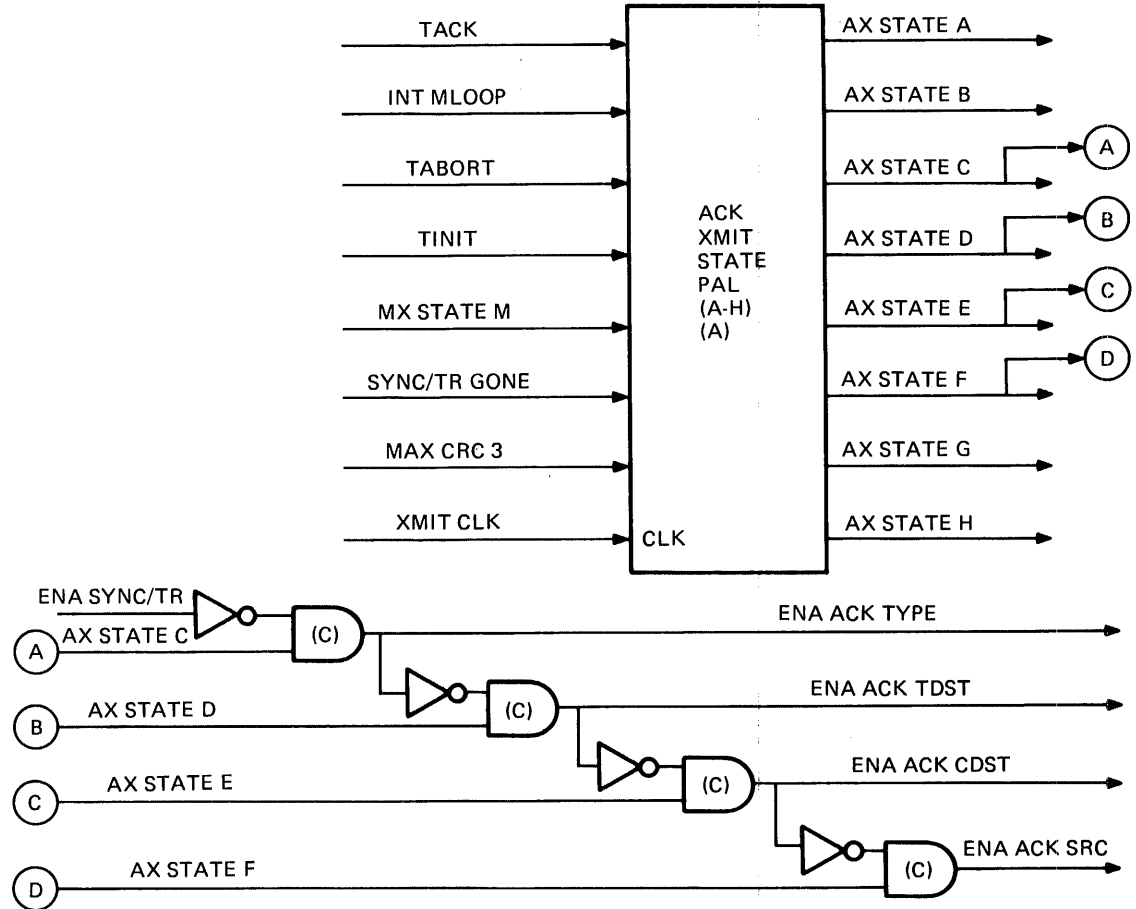 TACK
AX STATE A
INT MLOOP
AX STATE B
TABORT
AX STATE C
A
ACK
XMIT
STATE
PAL
(A-H)
(A)
TINIT
AX STATE D
B
MX STATE M
AX STATE E
C
SYNC/TR GONE
AX STATE F
D
MAX CRC 3
AX STATE G
XMIT CLK
CLK
AX STATE H
ENA SYNC/TR
A
AX STATE C
(C)
ENA ACK TYPE
B
AX STATE D
(C)
ENA ACK TDST
C
AX STATE E
(C)
ENA ACK CDST
D
AX STATE F
(C)
ENA ACK SRC